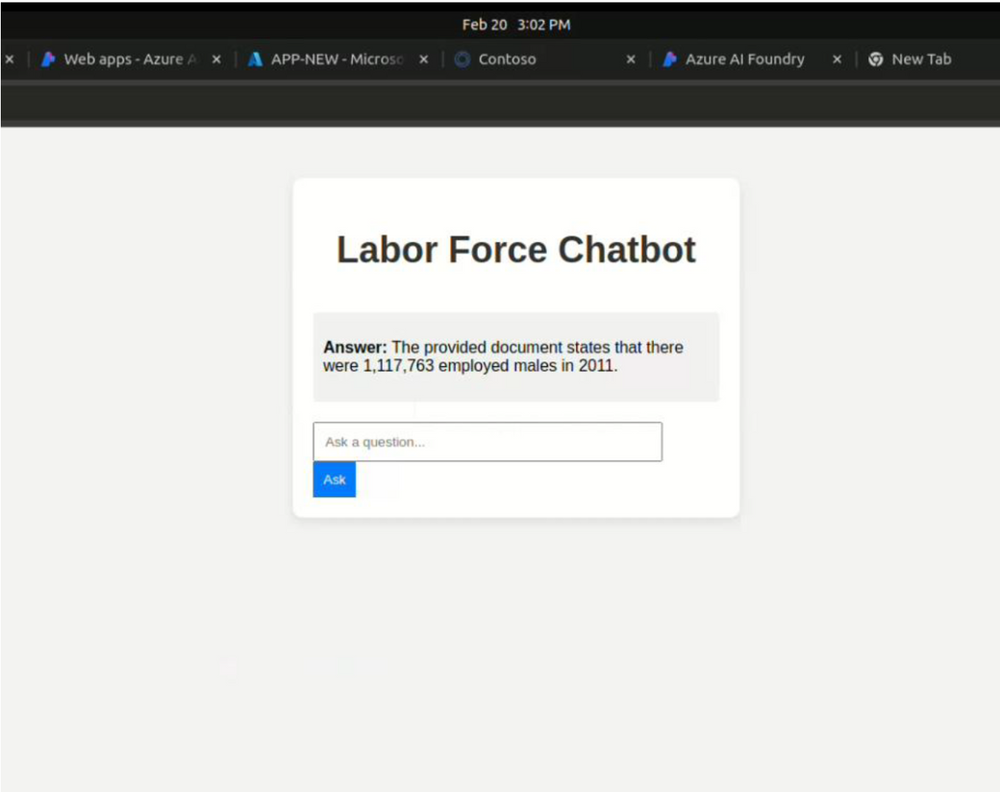 Feb 20 3:02 PM
Web apps - Azure A
APP-NEW - Microso
Contoso
Azure AI Foundry
New Tab
Labor Force Chatbot
Answer: The provided document states that there
were 1,117,763 employed males in 2011.
Ask a question...
Ask